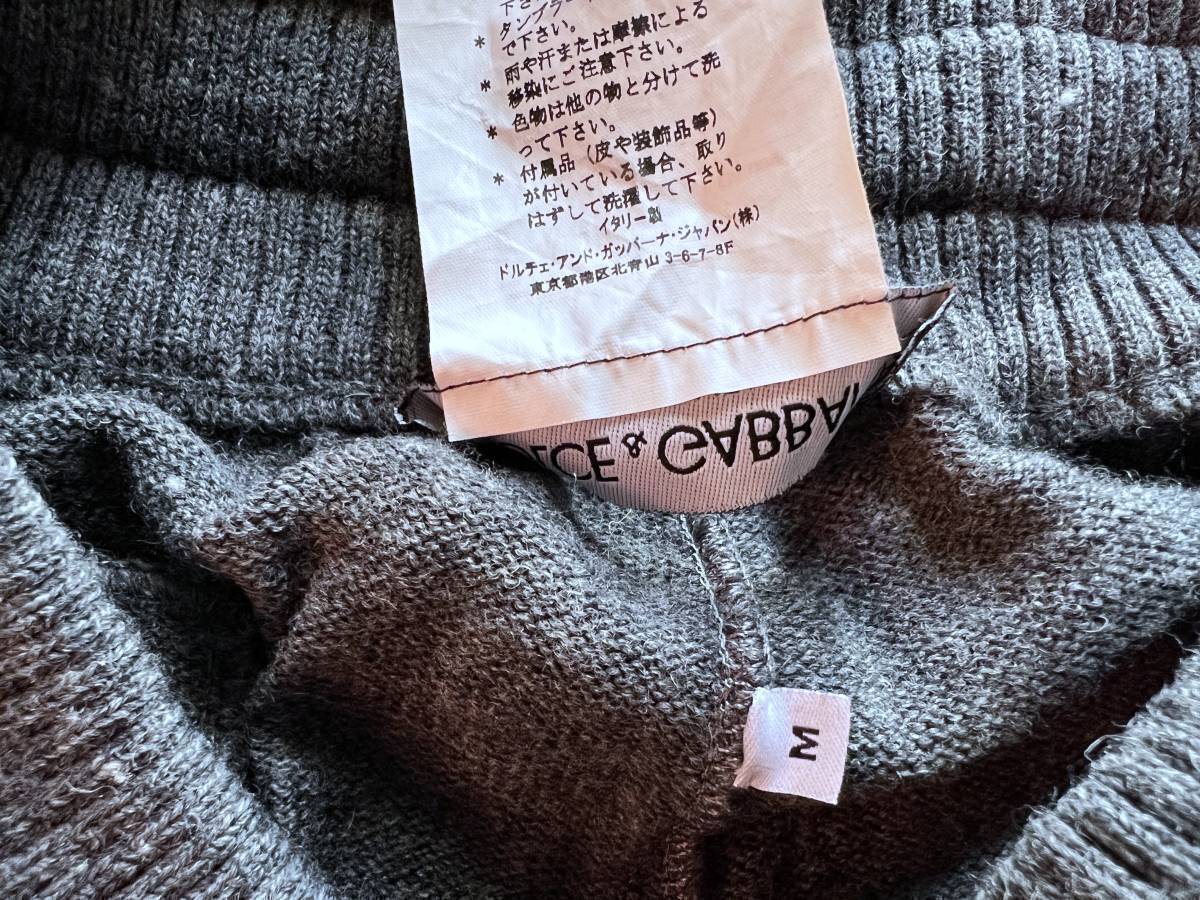 下さい。
タンブラー
で下さい。
* 雨や汗または摩擦による
移染にご注意下さい。
* 色物は他の物と分けて洗
って下さい。
* 付属品（皮や装飾品等）
が付いている場合、取り
はずして洗濯して下さい。
イタリー製
ドルチェ・アンド・ガッバーナ・ジャパン(株)
東京都港区北青山 3-6-7-8F
CE & GABBA
M